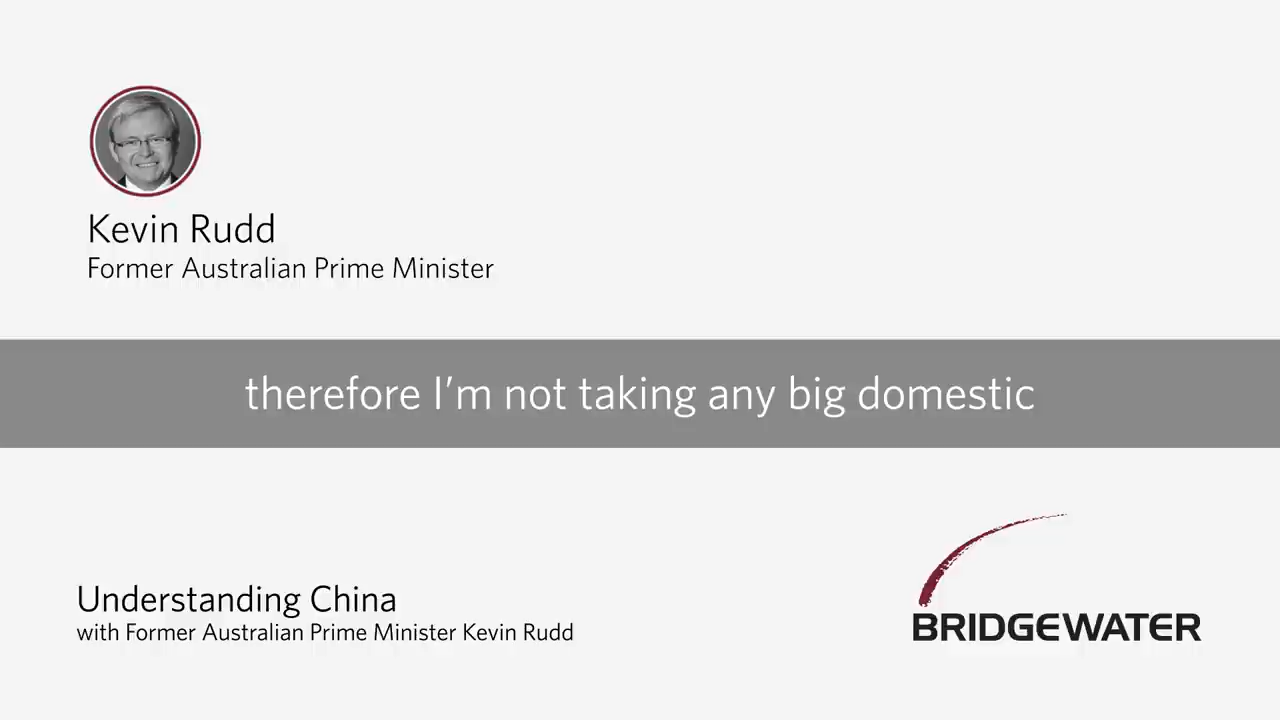 Kevin Rudd
Former Australian Prime Minister
therefore I'm not taking any big domestic
Understanding China
with Former Australian Prime Minister Kevin Rudd
BRIDGEWATER